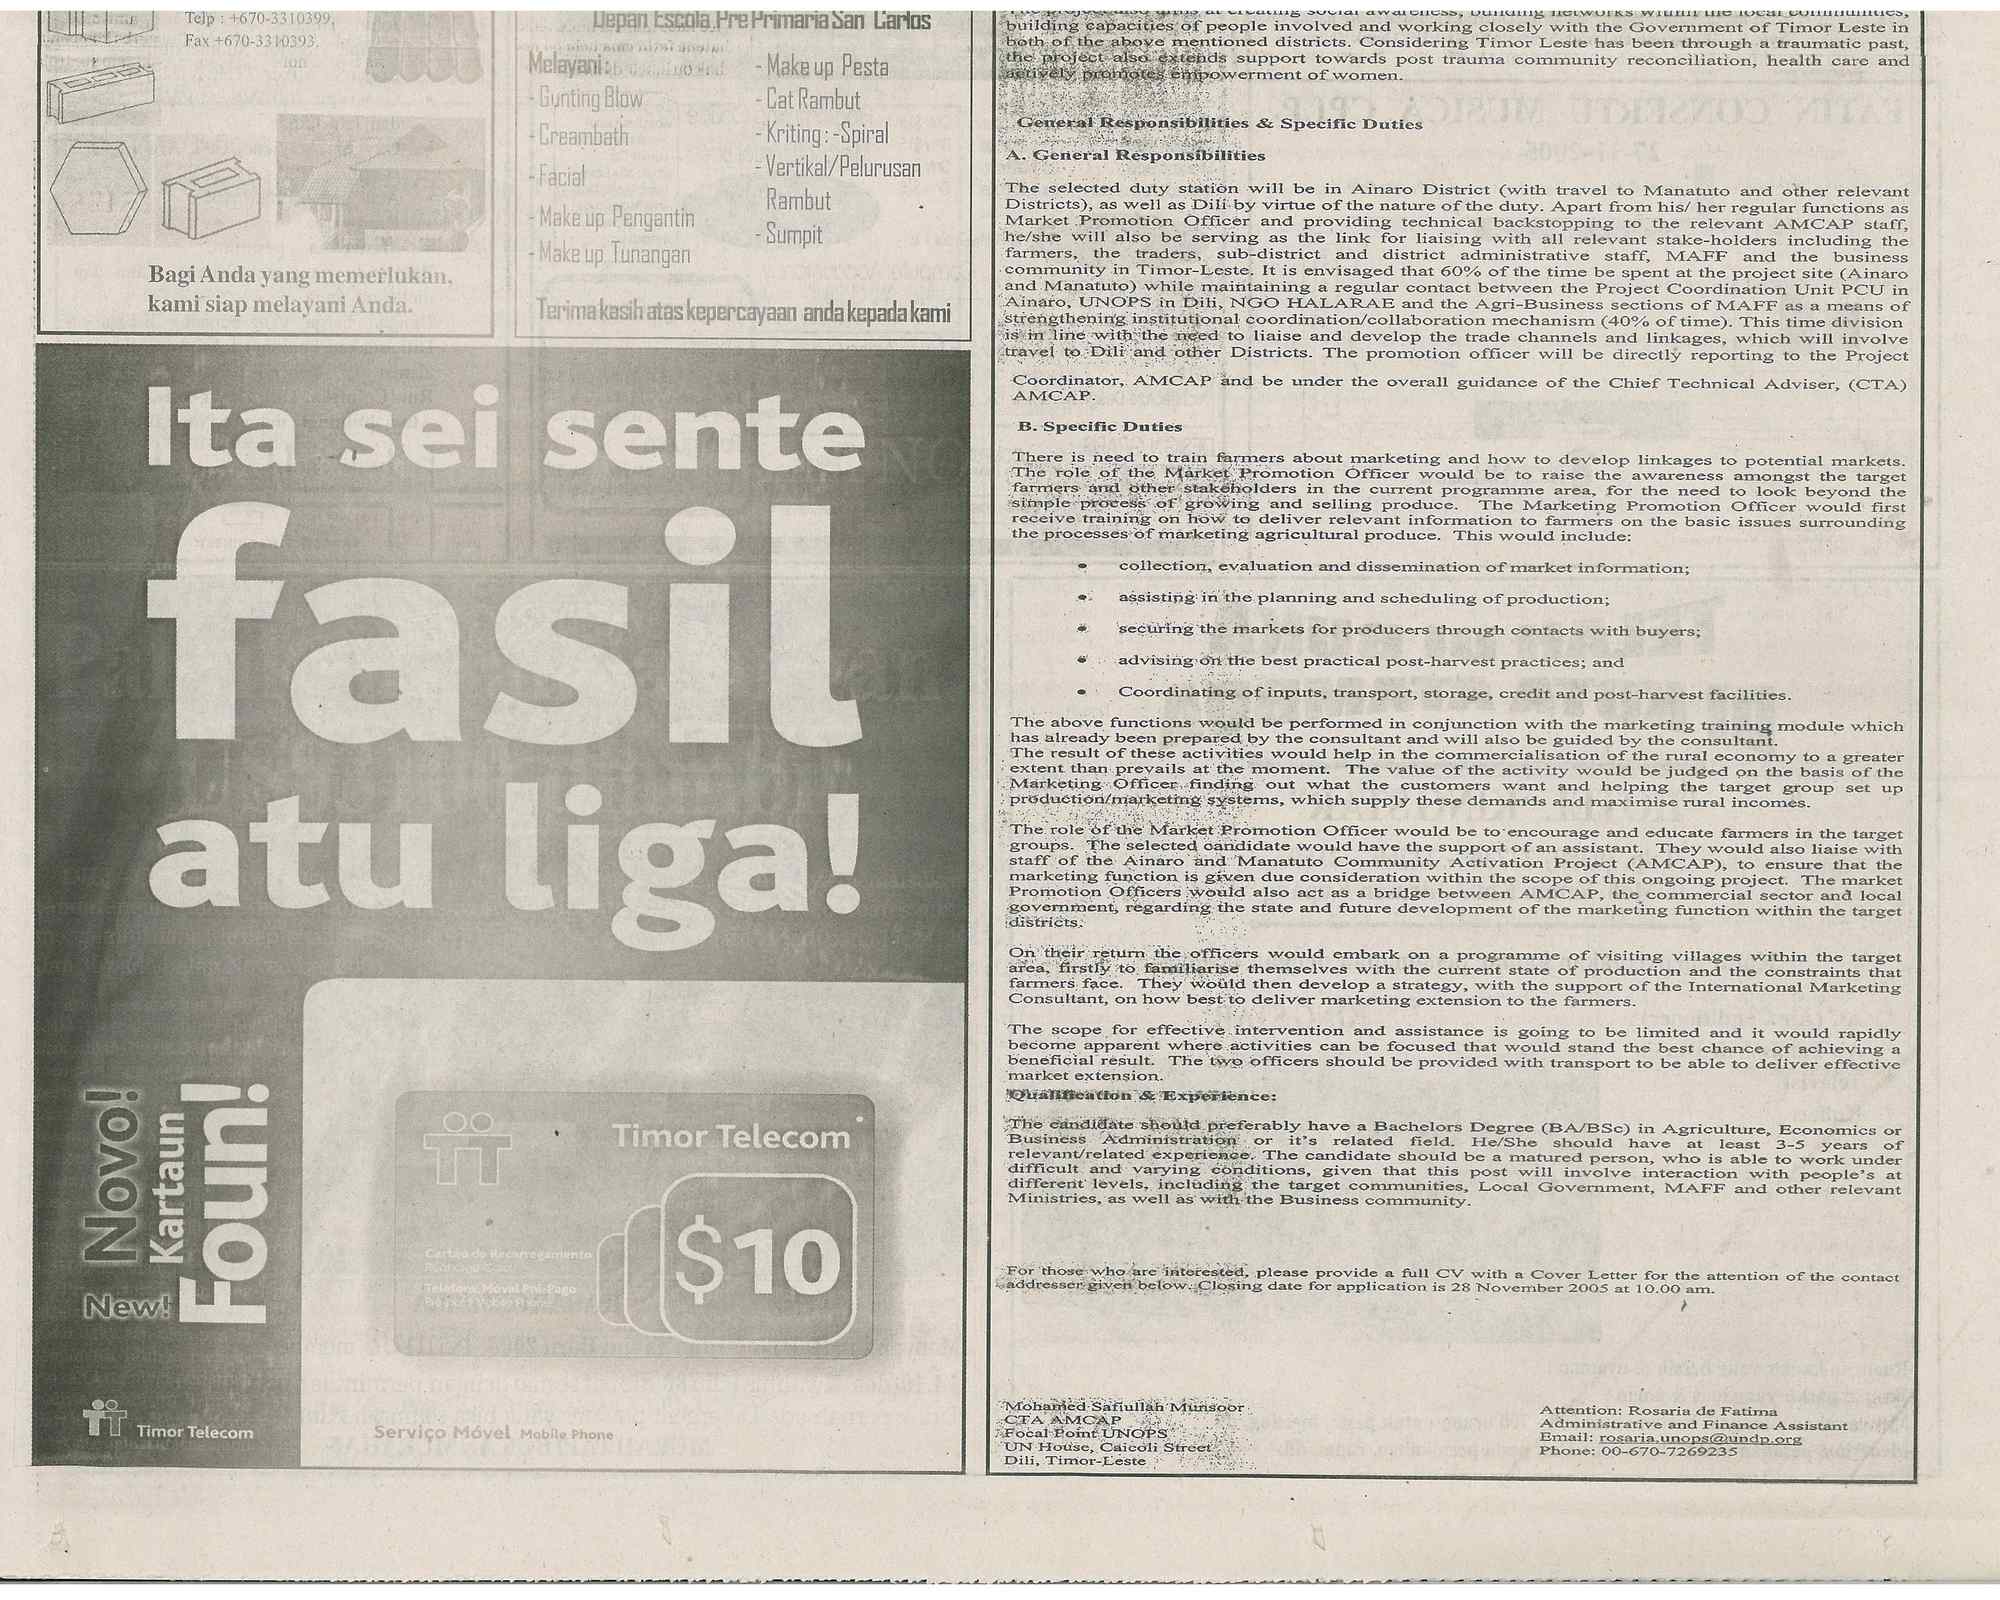 Telp : +670-3310399,
Fax +670-3310393.
Bagi Anda yang memerlukan,
kami siap melayani Anda.
Depan Escola Pre Primaria San Carlos
Melayani:
- Gunting Blow
- Creambath
- Facial
- Make up Pengantin
- Make up Tunangan
- Make up Pesta
- Cat Rambut
- Kriting : -Spiral
- Vertikal/Pelurusan
Rambut
- Sumpit
Terima kasih atas kepercayaan anda kepada kami
Ita sei sente
fasil
atu liga!
Novo!
Kartaun
Foun!
New!
Timor Telecom
$10
Cartão de Recarregamento
Telefone Móvel Pré-Pago
Timor Telecom
Serviço Móvel Mobile Phone
The project also aims at creating social awareness, building networks within the local communities,
building capacities of people involved and working closely with the Government of Timor Leste in
both of the above mentioned districts. Considering Timor Leste has been through a traumatic past,
the project also extends support towards post trauma community reconciliation, health care and
actively promotes empowerment of women.
General Responsibilities & Specific Duties
A. General Responsibilities
The selected duty station will be in Ainaro District (with travel to Manatuto and other relevant
Districts), as well as Dili by virtue of the nature of the duty. Apart from his/ her regular functions as
Market Promotion Officer and providing technical backstopping to the relevant AMCAP staff,
he/she will also be serving as the link for liaising with all relevant stake-holders including the
farmers, the traders, sub-district and district administrative staff, MAFF and the business
community in Timor-Leste. It is envisaged that 60% of the time be spent at the project site (Ainaro
and Manatuto) while maintaining a regular contact between the Project Coordination Unit PCU in
Ainaro, UNOPS in Dili, NGO HALARAE and the Agri-Business sections of MAFF as a means of
strengthening institutional coordination/collaboration mechanism (40% of time). This time division
is in line with the need to liaise and develop the trade channels and linkages, which will involve
travel to Dili and other Districts. The promotion officer will be directly reporting to the Project
Coordinator, AMCAP and be under the overall guidance of the Chief Technical Adviser, (CTA)
AMCAP.
B. Specific Duties
There is need to train farmers about marketing and how to develop linkages to potential markets.
The role of the Market Promotion Officer would be to raise the awareness amongst the target
farmers and other stakeholders in the current programme area, for the need to look beyond the
simple process of growing and selling produce. The Marketing Promotion Officer would first
receive training on how to deliver relevant information to farmers on the basic issues surrounding
the processes of marketing agricultural produce. This would include:
• collection, evaluation and dissemination of market information;
• assisting in the planning and scheduling of production;
• securing the markets for producers through contacts with buyers;
• advising on the best practical post-harvest practices; and
• Coordinating of inputs, transport, storage, credit and post-harvest facilities.
The above functions would be performed in conjunction with the marketing training module which
has already been prepared by the consultant and will also be guided by the consultant.
The result of these activities would help in the commercialisation of the rural economy to a greater
extent than prevails at the moment. The value of the activity would be judged on the basis of the
Marketing Officer finding out what the customers want and helping the target group set up
production/marketing systems, which supply these demands and maximise rural incomes.
The role of the Market Promotion Officer would be to encourage and educate farmers in the target
groups. The selected candidate would have the support of an assistant. They would also liaise with
staff of the Ainaro and Manatuto Community Activation Project (AMCAP), to ensure that the
marketing function is given due consideration within the scope of this ongoing project. The market
Promotion Officers would also act as a bridge between AMCAP, the commercial sector and local
government, regarding the state and future development of the marketing function within the target
districts.
On their return the officers would embark on a programme of visiting villages within the target
area, firstly to familiarise themselves with the current state of production and the constraints that
farmers face. They would then develop a strategy, with the support of the International Marketing
Consultant, on how best to deliver marketing extension to the farmers.
The scope for effective intervention and assistance is going to be limited and it would rapidly
become apparent where activities can be focused that would stand the best chance of achieving a
beneficial result. The two officers should be provided with transport to be able to deliver effective
market extension.
Qualification & Experience:
The candidate should preferably have a Bachelors Degree (BA/BSc) in Agriculture, Economics or
Business Administration or it's related field. He/She should have at least 3-5 years of
relevant/related experience. The candidate should be a matured person, who is able to work under
difficult and varying conditions, given that this post will involve interaction with people's at
different levels, including the target communities, Local Government, MAFF and other relevant
Ministries, as well as with the Business community.
For those who are interested, please provide a full CV with a Cover Letter for the attention of the contact
addresser given below. Closing date for application is 28 November 2005 at 10.00 am.
Mohamed Safiullah Munsoor
CTA AMCAP
Focal Point UNOPS
UN House, Caicoli Street
Dili, Timor-Leste
Attention: Rosaria de Fatima
Administrative and Finance Assistant
Email: rosaria.unops@undp.org
Phone: 00-670-7269235